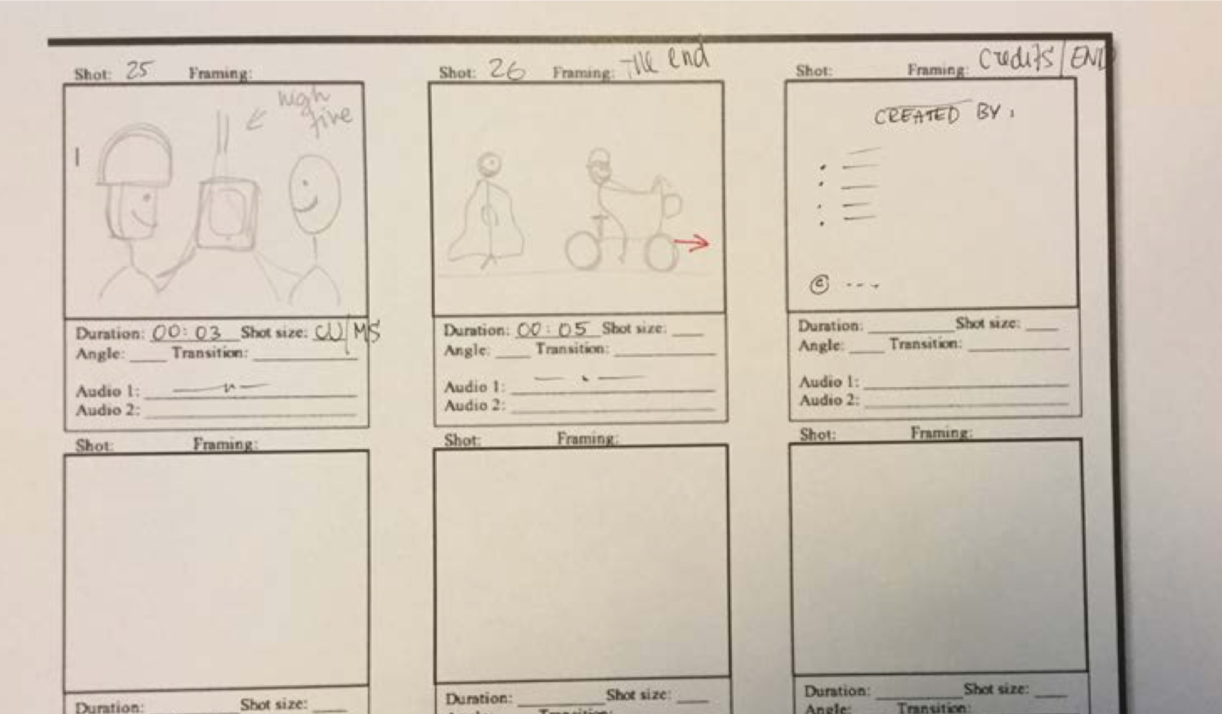 Shot: 25 Framing:
high
five
Duration: 00:03 Shot size: CU/MS
Angle: ____ Transition: ____
Audio 1: ____
Audio 2: ____
Shot: 26 Framing: The end
Duration: 00:05 Shot size: ____
Angle: ____ Transition: ____
Audio 1: ____
Audio 2: ____
Shot: Framing: Credits/END
CREATED BY:
© ----
Duration: ____ Shot size: ____
Angle: ____ Transition: ____
Audio 1: ____
Audio 2: ____
Shot: Framing:
Duration: Shot size: ____
Shot: Framing:
Duration: ____ Shot size: ____
Transition:
Shot: Framing:
Duration: ____ Shot size: ____
Angle: Transition: